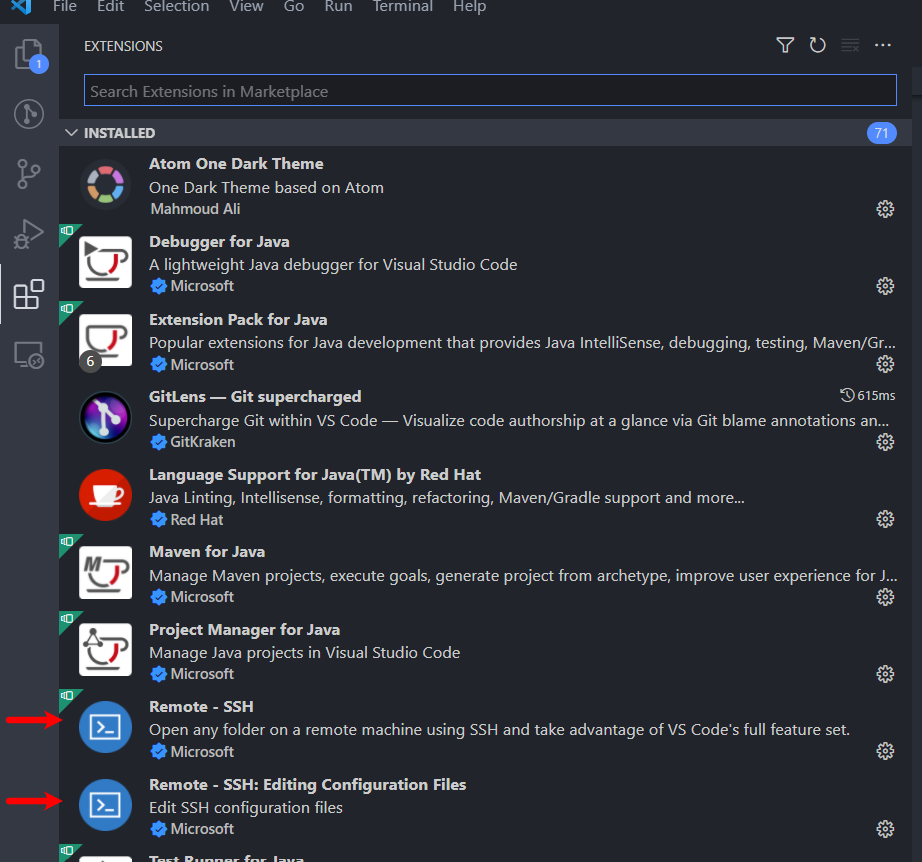 File Edit Selection View Go Run Terminal Help
EXTENSIONS
1
Search Extensions in Marketplace
INSTALLED 71
Atom One Dark Theme
One Dark Theme based on Atom
Mahmoud Ali
Debugger for Java
A lightweight Java debugger for Visual Studio Code
Microsoft
Extension Pack for Java
Popular extensions for Java development that provides Java IntelliSense, debugging, testing, Maven/Gr...
6
Microsoft
GitLens — Git supercharged 615ms
Supercharge Git within VS Code — Visualize code authorship at a glance via Git blame annotations an...
GitKraken
Language Support for Java(TM) by Red Hat
Java Linting, Intellisense, formatting, refactoring, Maven/Gradle support and more...
Red Hat
Maven for Java
M
Manage Maven projects, execute goals, generate project from archetype, improve user experience for J...
Microsoft
Project Manager for Java
Manage Java projects in Visual Studio Code
Microsoft
Remote - SSH
Open any folder on a remote machine using SSH and take advantage of VS Code's full feature set.
Microsoft
Remote - SSH: Editing Configuration Files
Edit SSH configuration files
Microsoft
Test Runner for Java